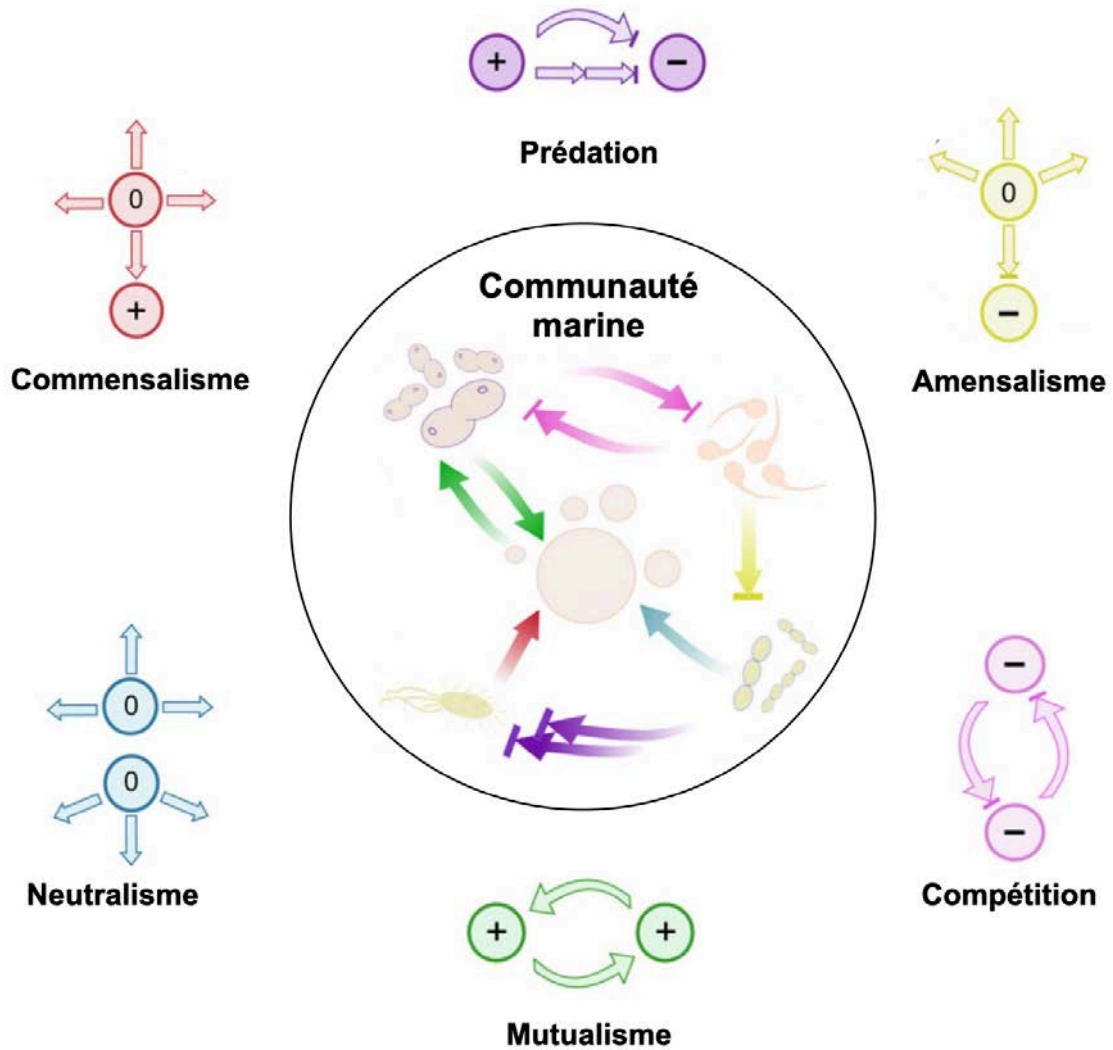 + −
Prédation
0
+
Commensalisme
0
−
Amensalisme
Communauté
marine
0
0
Neutralisme
−
−
Compétition
+ +
Mutualisme